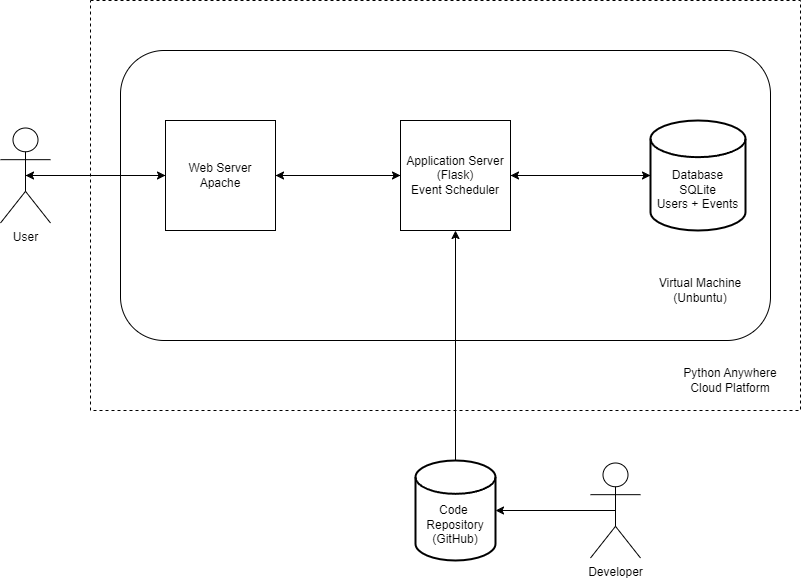 Web Server
Apache
Application Server
(Flask)
Event Scheduler
Database
SQLite
Users + Events
User
Virtual Machine
(Unbuntu)
Python Anywhere
Cloud Platform
Code
Repository
(GitHub)
Developer